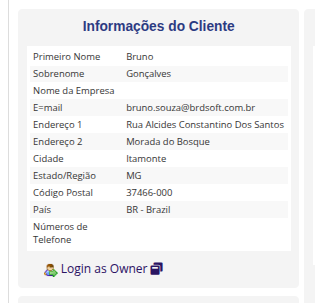 Informações do Cliente
Primeiro Nome Bruno
Sobrenome Gonçalves
Nome da Empresa
E=mail bruno.souza@brdsoft.com.br
Endereço 1 Rua Alcides Constantino Dos Santos
Endereço 2 Morada do Bosque
Cidade Itamonte
Estado/Região MG
Código Postal 37466-000
País BR - Brazil
Números de
Telefone
Login as Owner